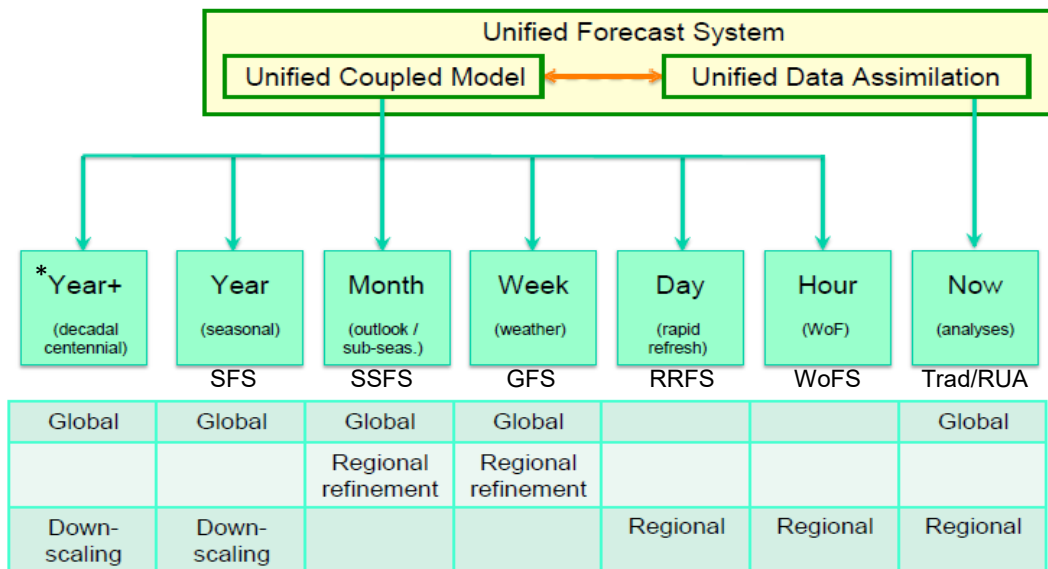 Unified Forecast System
Unified Coupled Model
Unified Data Assimilation
*Year+
(decadal
centennial)
Year
(seasonal)
SFS
Month
(outlook /
sub-seas.)
SSFS
Week
(weather)
GFS
Day
(rapid
refresh)
RRFS
Hour
(WoF)
WoFS
Now
(analyses)
Trad/RUA
Global
Global
Global
Global
Global
Regional
refinement
Regional
refinement
Down-
scaling
Down-
scaling
Regional
Regional
Regional